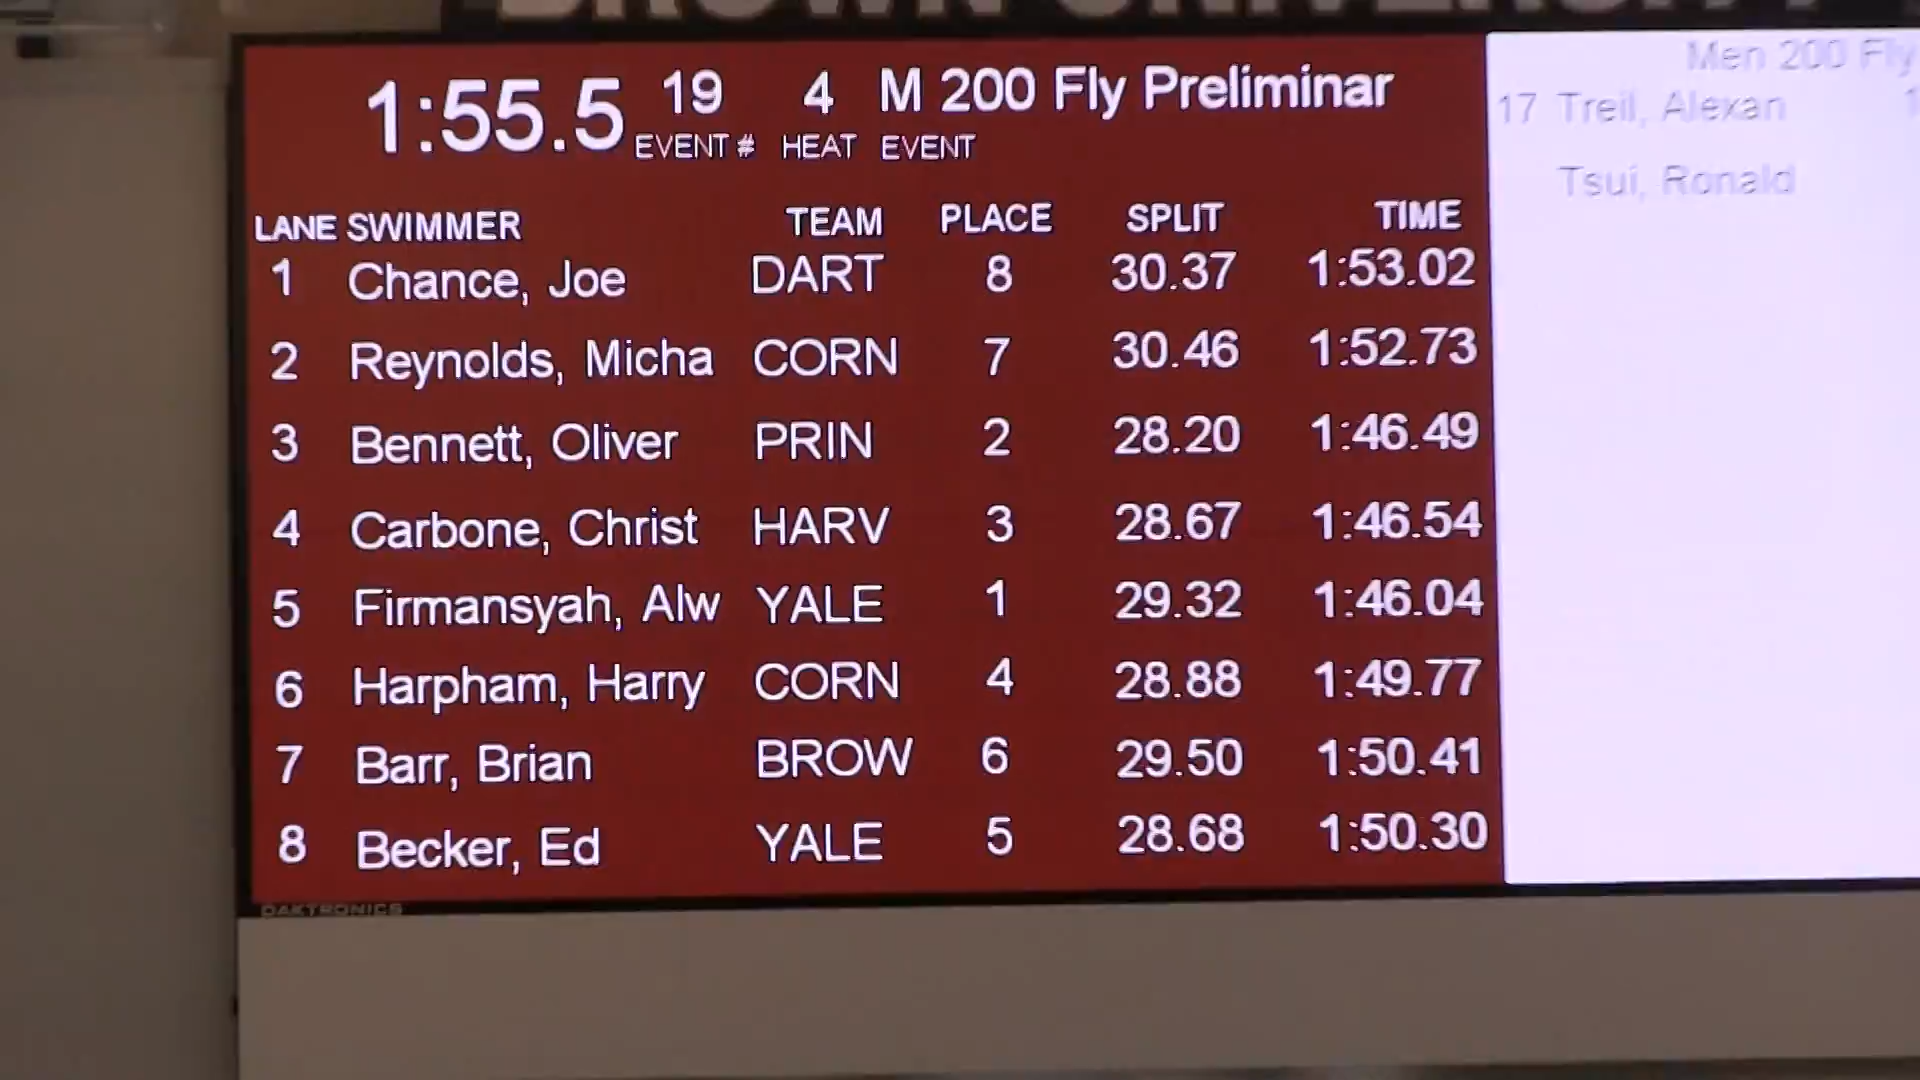 BROWN UNIVERSITY
1:55.5 19 4 M 200 Fly Preliminar
EVENT # HEAT EVENT
LANE SWIMMER TEAM PLACE SPLIT TIME
1 Chance, Joe DART 8 30.37 1:53.02
2 Reynolds, Micha CORN 7 30.46 1:52.73
3 Bennett, Oliver PRIN 2 28.20 1:46.49
4 Carbone, Christ HARV 3 28.67 1:46.54
5 Firmansyah, Alw YALE 1 29.32 1:46.04
6 Harpham, Harry CORN 4 28.88 1:49.77
7 Barr, Brian BROW 6 29.50 1:50.41
8 Becker, Ed YALE 5 28.68 1:50.30
DAKTRONICS
Men 200 Fly
17 Treil, Alexan 1
Tsui, Ronald